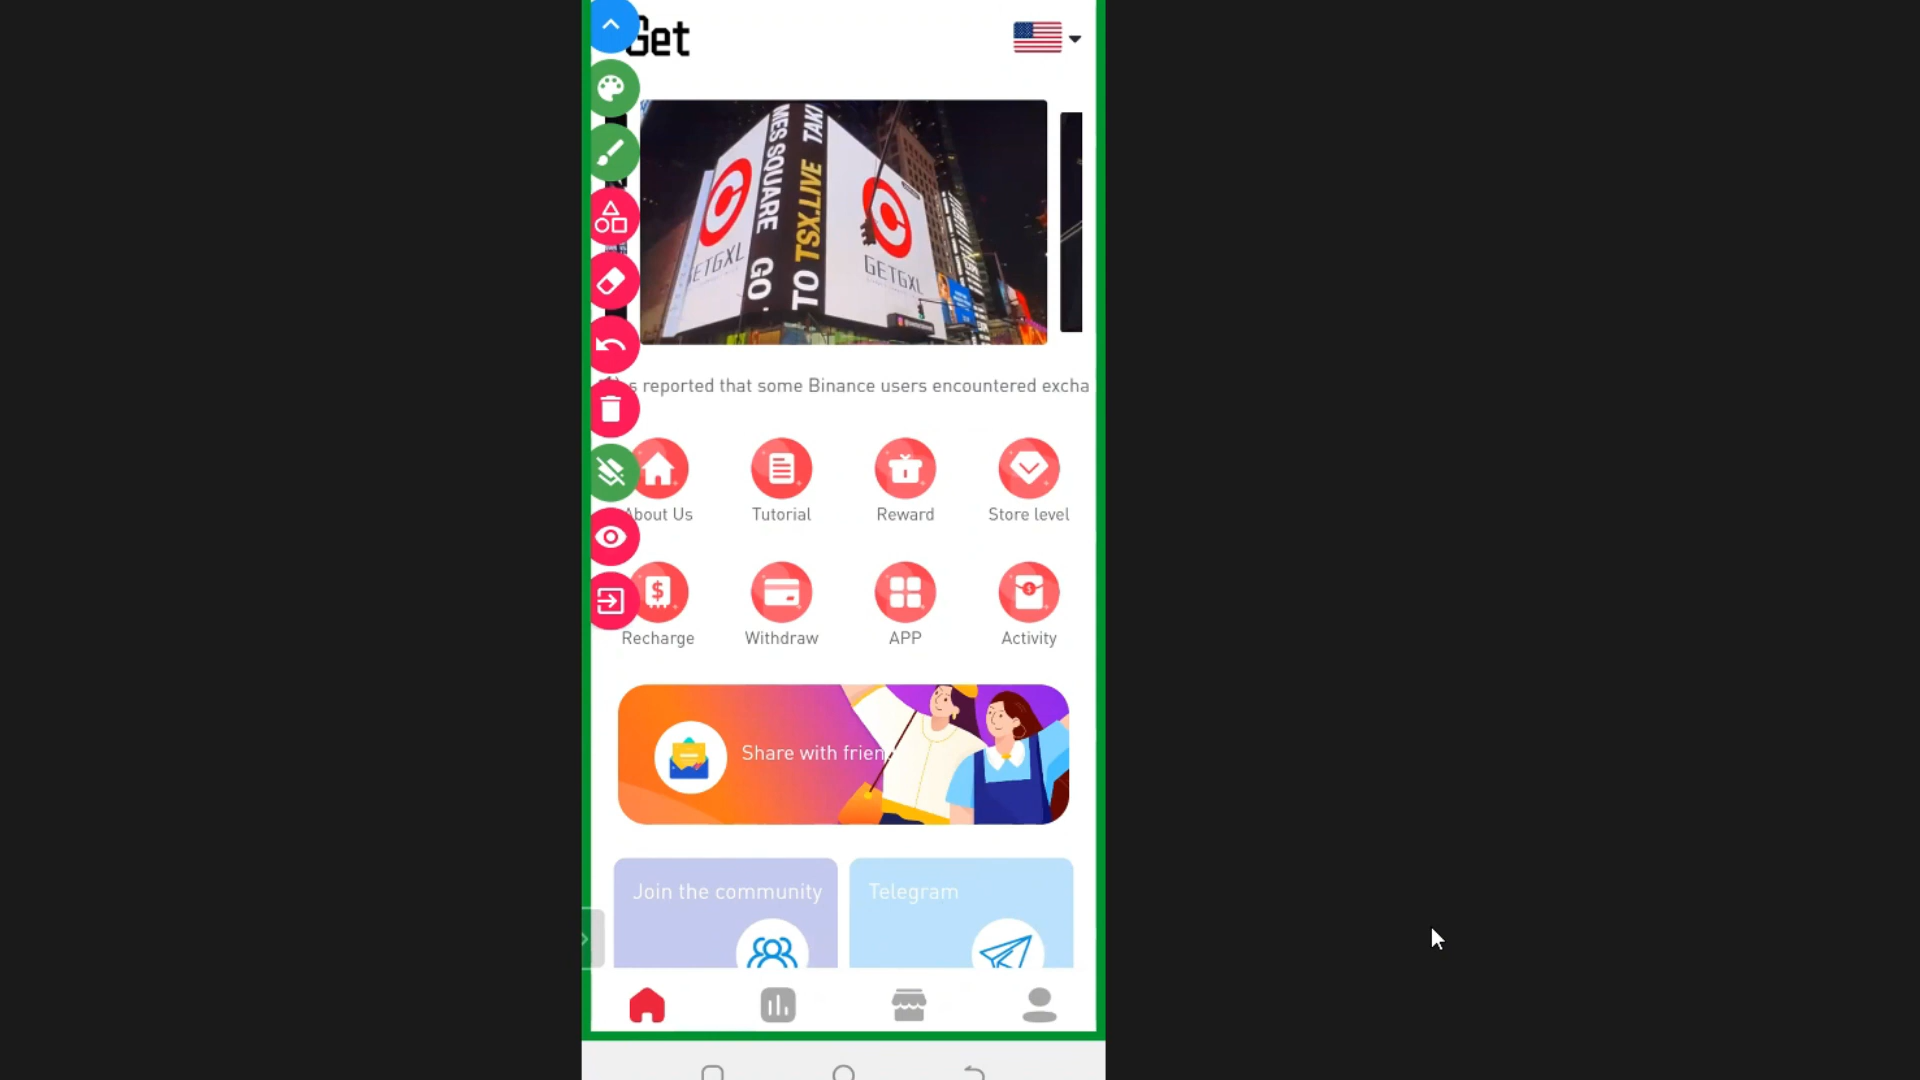 Get
MES SQUARE GO
TO TSX.LIVE TAKI
ETGXL
GETGXL
s reported that some Binance users encountered excha
About Us
Tutorial
Reward
Store level
Recharge
Withdraw
APP
Activity
Share with frien
Join the community
Telegram